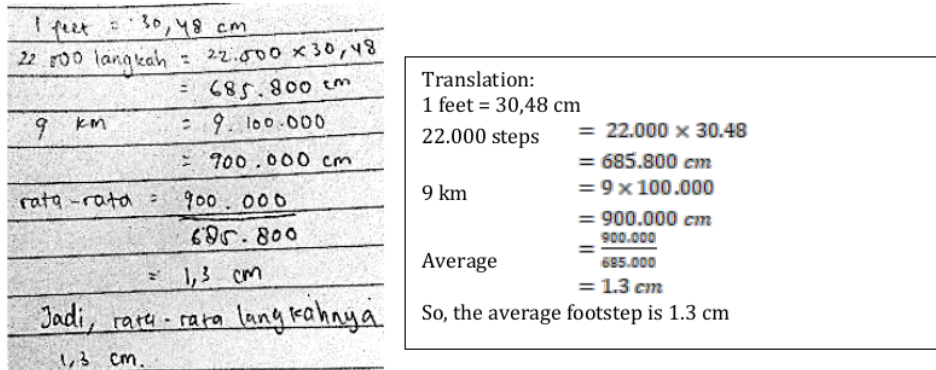 1 feet = 30,48 cm
22 500 langkah = 22.500 × 30,48
= 685.800 cm
9 km = 9.100.000
= 900.000 cm
rata-rata = 900.000
685.800
= 1,3 cm
Jadi, rata-rata langkahnya
1,3 cm.
Translation:
1 feet = 30,48 cm
22.000 steps = 22.000 × 30.48
= 685.800 cm
9 km = 9 × 100.000
= 900.000 cm
Average = 900.000
685.000
= 1.3 cm
So, the average footstep is 1.3 cm